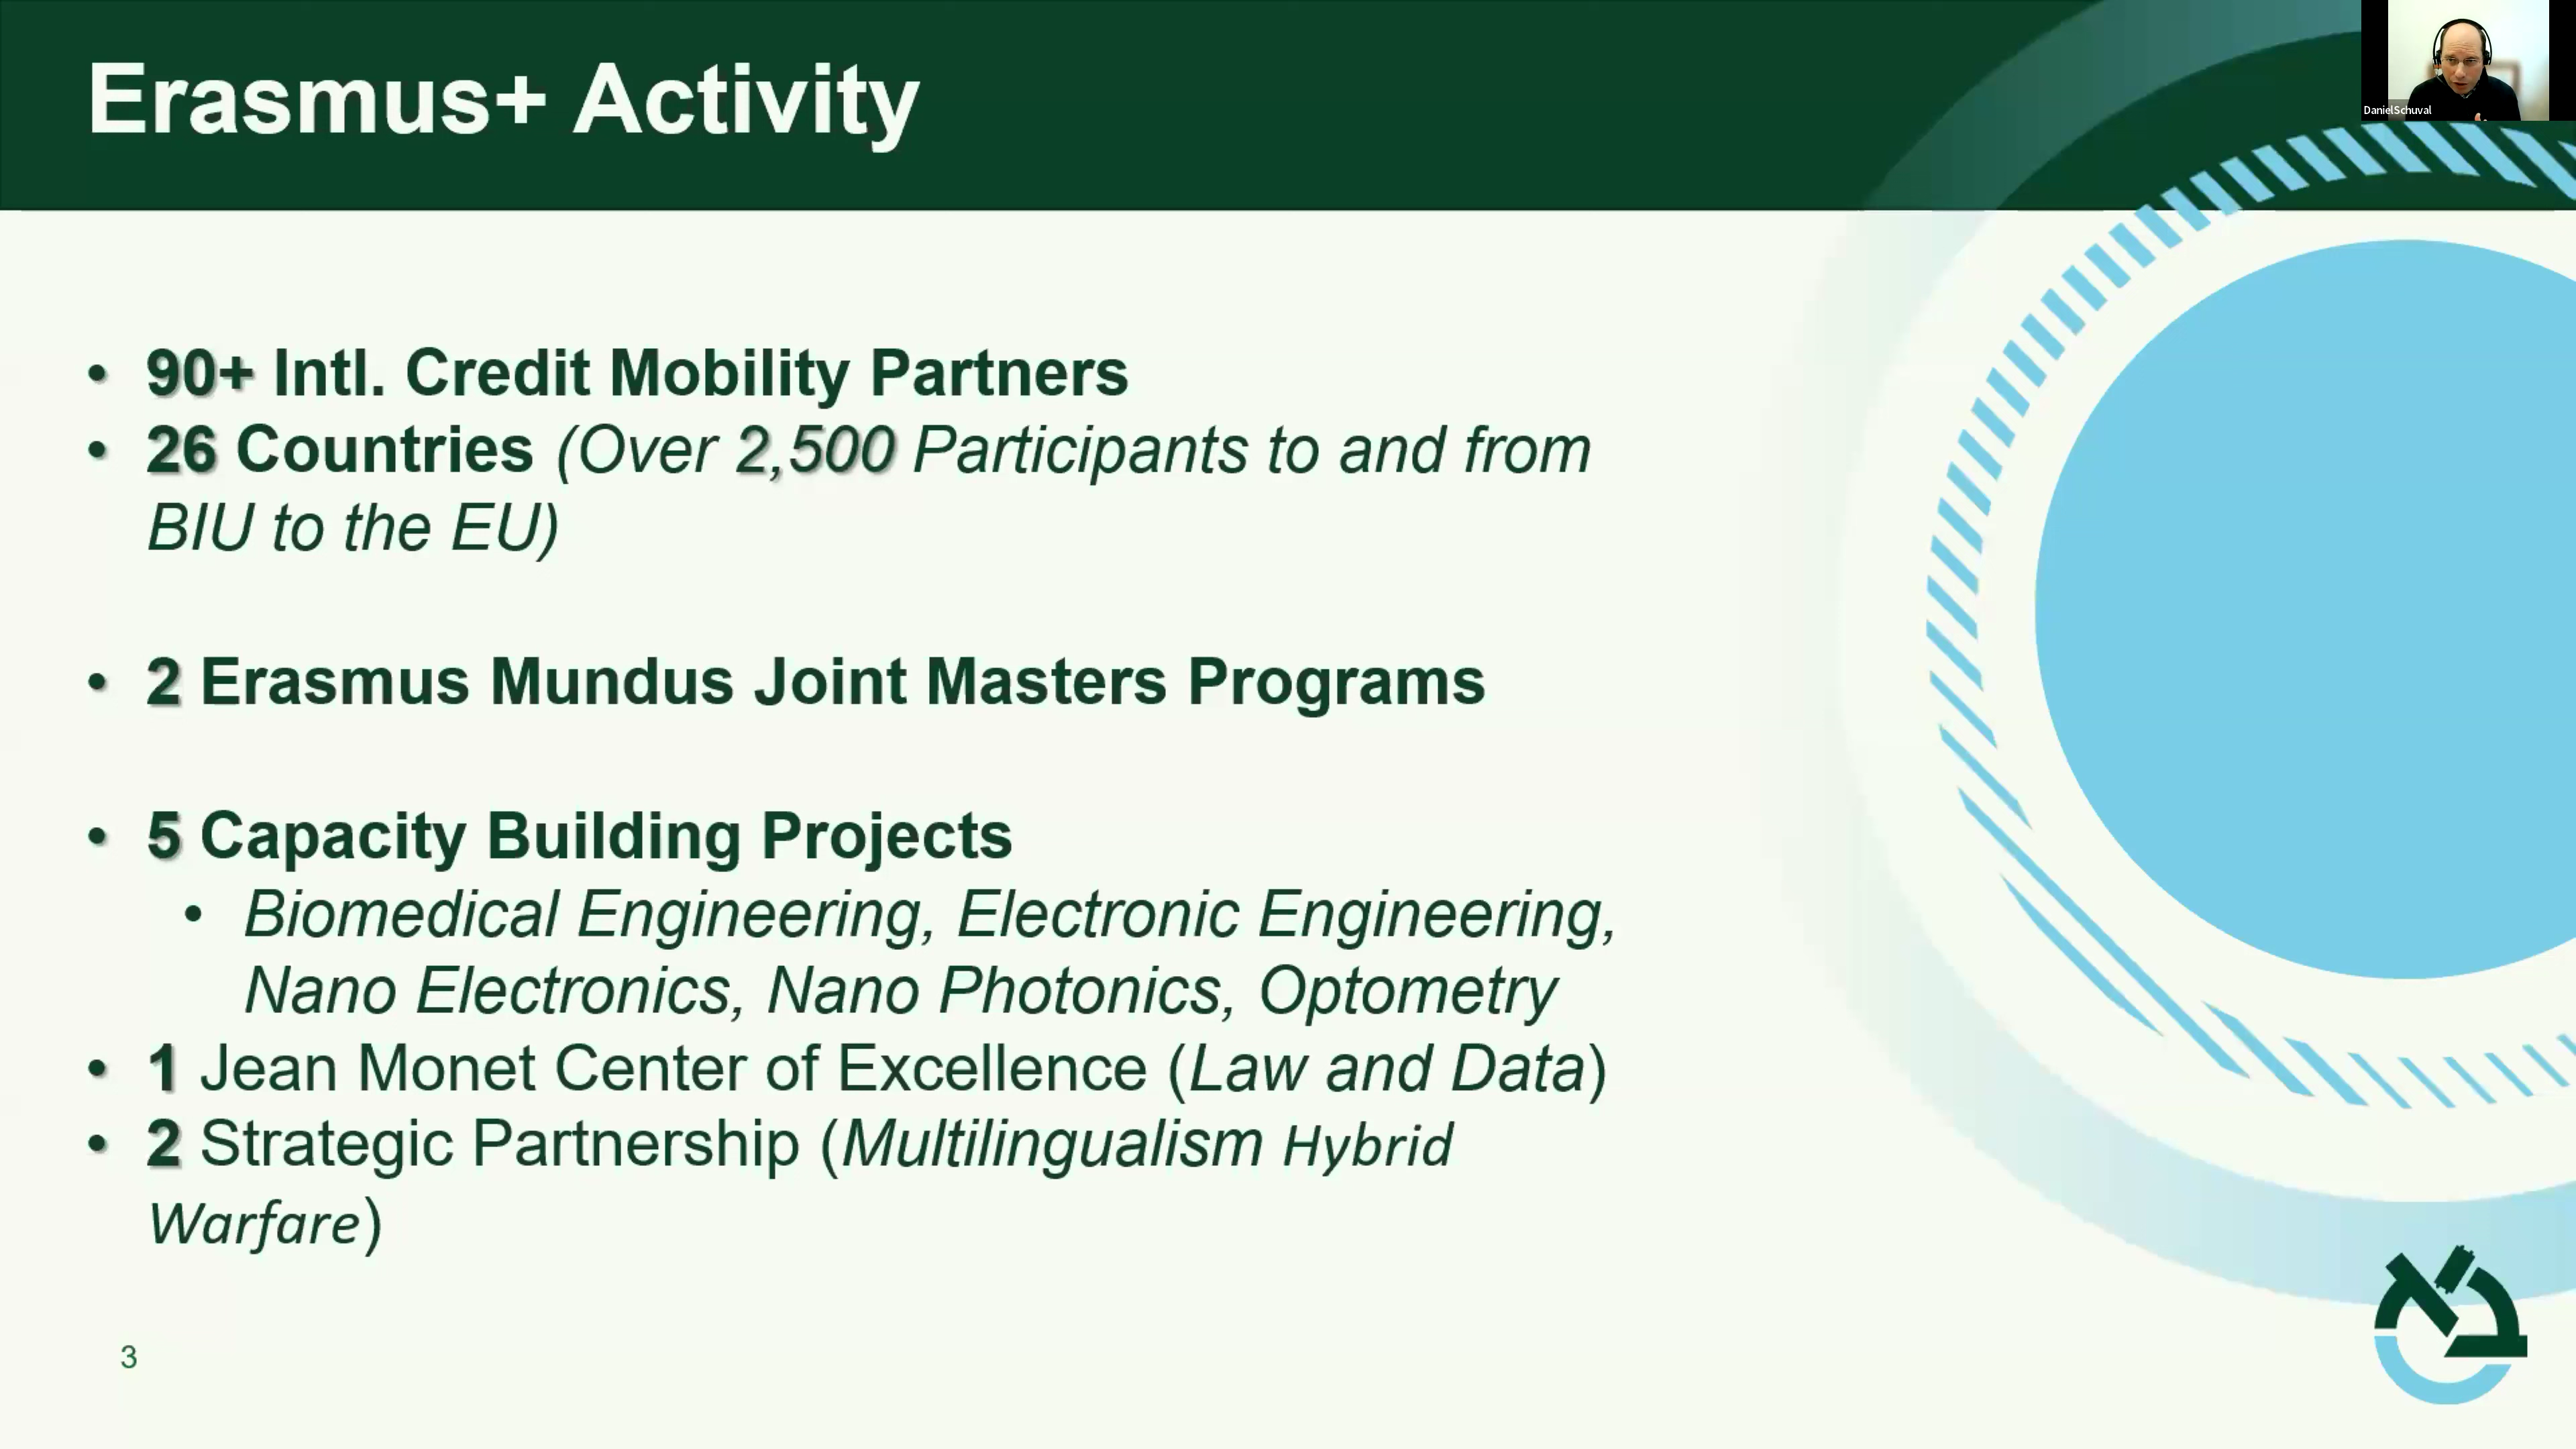 Erasmus+ Activity
DanielSchuval
• 90+ Intl. Credit Mobility Partners
• 26 Countries (Over 2,500 Participants to and from
BIU to the EU)
• 2 Erasmus Mundus Joint Masters Programs
• 5 Capacity Building Projects
• Biomedical Engineering, Electronic Engineering,
Nano Electronics, Nano Photonics, Optometry
• 1 Jean Monet Center of Excellence (Law and Data)
• 2 Strategic Partnership (Multilingualism Hybrid
Warfare)
3